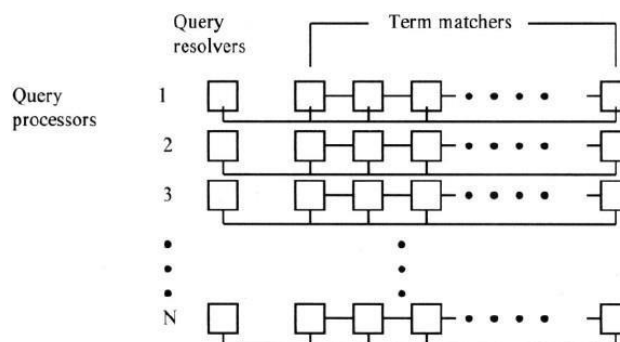 Query
resolvers
Term matchers
Query
processors
1
2
3
N